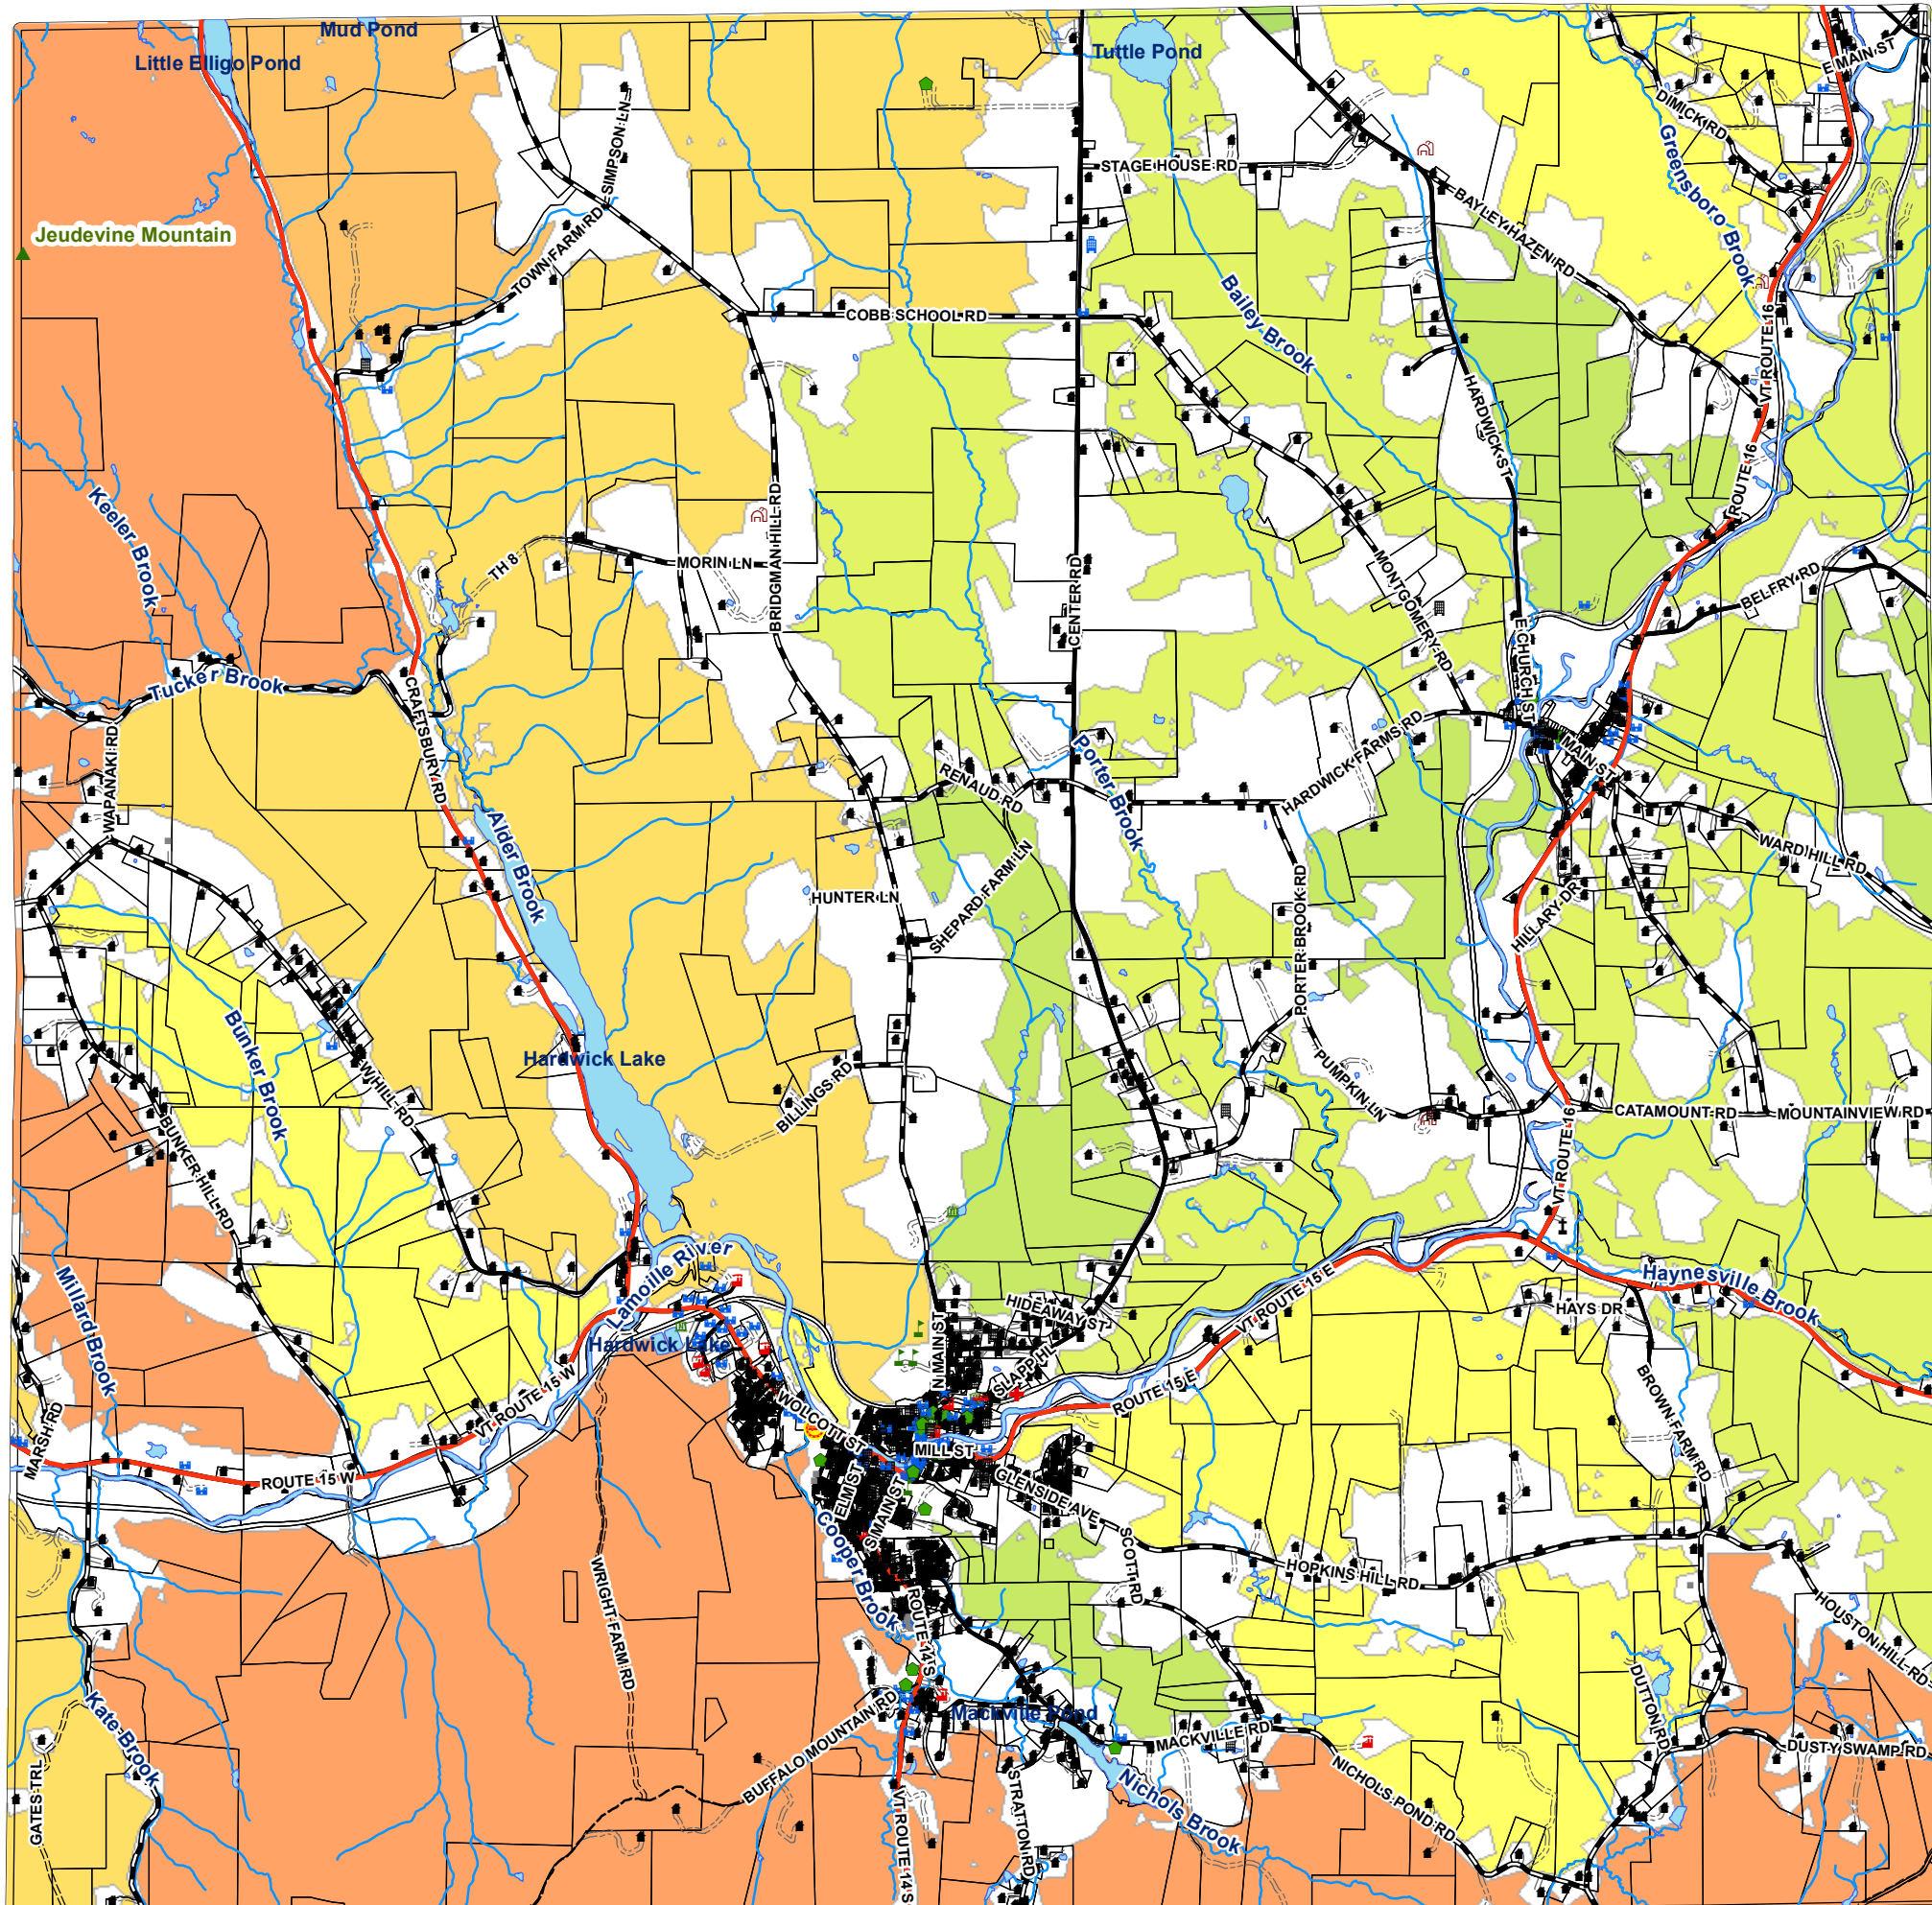 Mud Pond
Little Elligo Pond
Tuttle Pond
E MAIN ST
DIMICK RD
SIMPSON LN
STAGE HOUSE RD
Greensboro Brook
BAYLEY HAZEN RD
Jeudevine Mountain
TOWN FARM RD
Bailey Brook
COBB SCHOOL RD
VT ROUTE 16
HARDWICK ST
ROUTE 16
Keeler Brook
BRIDGMAN HILL RD
TH 8
MORIN LN
CENTER RD
MONTGOMERY RD
BELFRY RD
E CHURCH ST
Tucker Brook
CRAFTSBURY RD
WAPANAKI RD
Porter Brook
HARDWICK FARMS RD
MAIN ST
RENAUD RD
Alder Brook
SHEPARD FARM LN
WARD HILL RD
HUNTER LN
PORTER BROOK RD
HILLARY DR
Bunker Brook
Hardwick Lake
W HILL RD
BILLINGS RD
PUMPKIN LN
CATAMOUNT RD
MOUNTAINVIEW RD
BUNKER HILL RD
VT ROUTE 16
Lamoille River
Millard Brook
Haynesville Brook
HIDEAWAY ST
VT ROUTE 15 E
HAYS DR
Hardwick Lake
N MAIN ST
SLAPP HL
ROUTE 15 E
BROWN FARM RD
MARSH RD
VT ROUTE 15 W
WOLCOTT ST
MILL ST
ROUTE 15 W
ELM ST
S MAIN ST
GLENSIDE AVE
Cooper Brook
SCOTT RD
HOPKINS HILL RD
WRIGHT FARM RD
ROUTE 14 S
HOUSTON HILL RD
Kate Brook
BUFFALO MOUNTAIN RD
Mackville Pond
MACKVILLE RD
DUTTON RD
DUSTY SWAMP RD
GATES TRL
VT ROUTE 14 S
STRATTON RD
Nichols Brook
NICHOLS POND RD